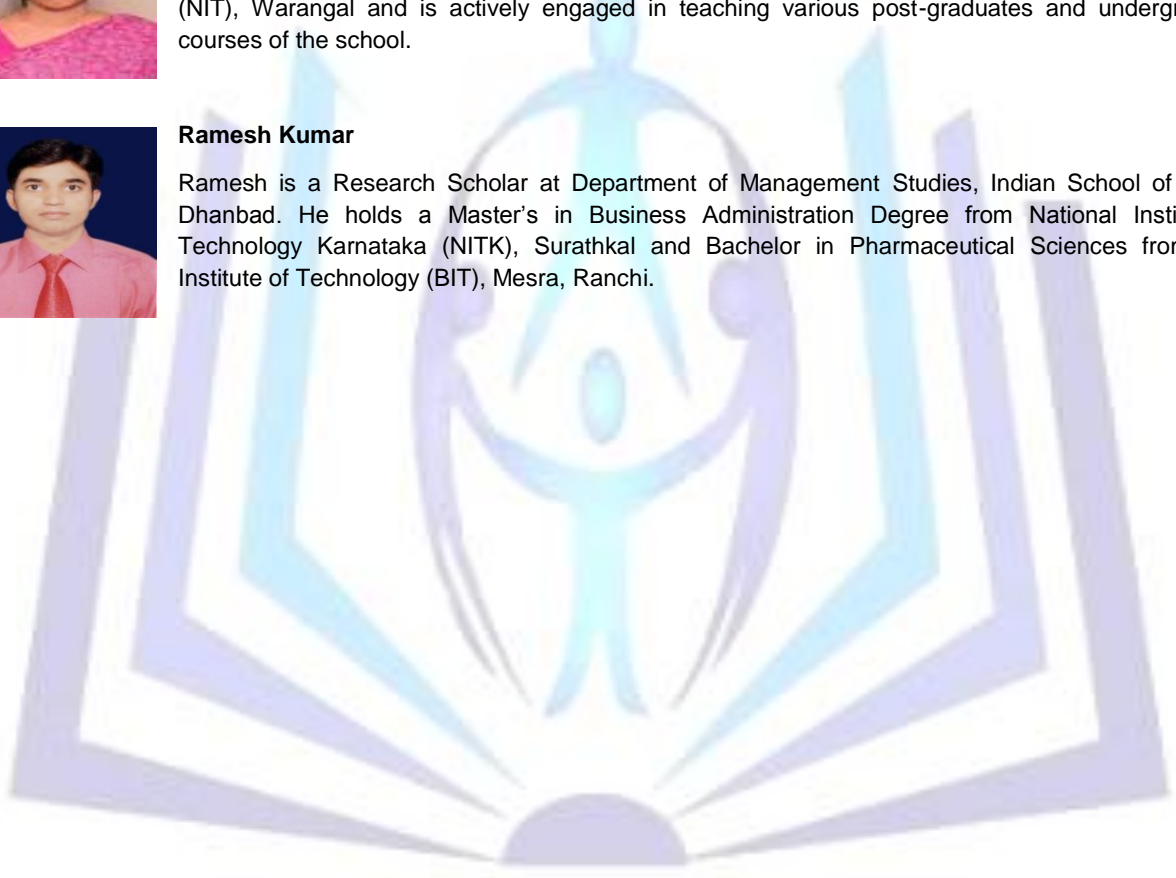 (NIT), Warangal and is actively engaged in teaching various post-graduates and undergr
courses of the school.
Ramesh Kumar
Ramesh is a Research Scholar at Department of Management Studies, Indian School of
Dhanbad. He holds a Master's in Business Administration Degree from National Insti
Technology Karnataka (NITK), Surathkal and Bachelor in Pharmaceutical Sciences from
Institute of Technology (BIT), Mesra, Ranchi.